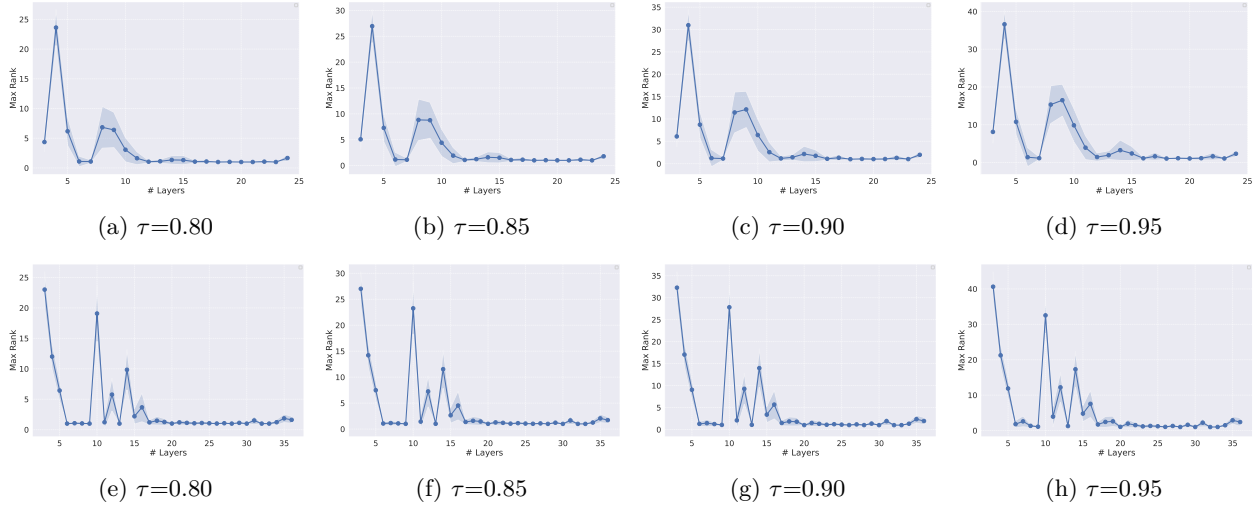 25
20
15
10
5
0
Max Rank
5 10 15 20 25
# Layers
(a) τ=0.80
30
25
20
15
10
5
0
Max Rank
5 10 15 20 25
# Layers
(b) τ=0.85
35
30
25
20
15
10
5
0
Max Rank
5 10 15 20 25
# Layers
(c) τ=0.90
40
30
20
10
0
Max Rank
5 10 15 20 25
# Layers
(d) τ=0.95
25
20
15
10
5
0
Max Rank
5 10 15 20 25 30 35
# Layers
(e) τ=0.80
30
25
20
15
10
5
0
Max Rank
5 10 15 20 25 30 35
# Layers
(f) τ=0.85
35
30
25
20
15
10
5
0
Max Rank
5 10 15 20 25 30 35
# Layers
(g) τ=0.90
40
30
20
10
0
Max Rank
5 10 15 20 25 30 35
# Layers
(h) τ=0.95